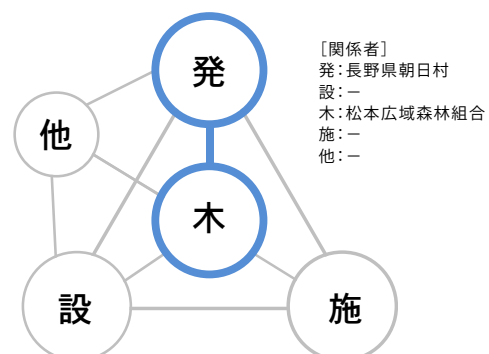 発
他
木
設
施
［関係者］
発：長野県朝日村
設：－
木：松本広域森林組合
施：－
他：－